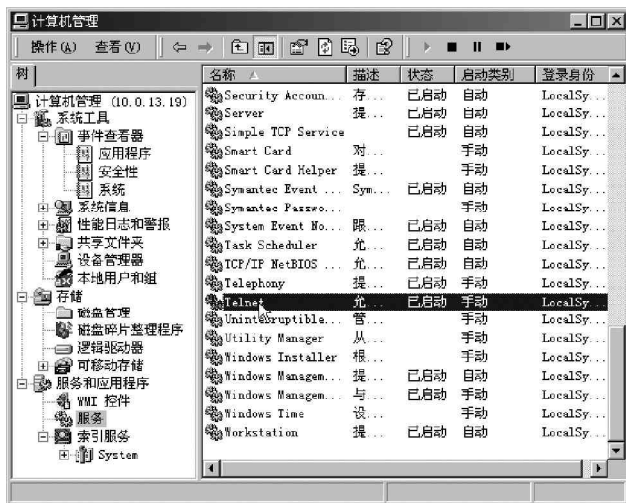 计算机管理
操作(A) 查看(V)
树
名称 描述 状态 启动类别 登录身份
计算机管理 (10.0.13.19)
系统工具
事件查看器
应用程序
安全性
系统
系统信息
性能日志和警报
共享文件夹
设备管理器
本地用户和组
存储
磁盘管理
磁盘碎片整理程序
逻辑驱动器
可移动存储
服务和应用程序
WMI 控件
服务
索引服务
System
Security Accoun... 存... 已启动 自动 LocalSy...
Server 提... 已启动 自动 LocalSy...
Simple TCP Service 已启动 自动 LocalSy...
Smart Card 对... 手动 LocalSy...
Smart Card Helper 提... 手动 LocalSy...
Symantec Event ... Sym... 已启动 自动 LocalSy...
Symantec Passwo... 手动 LocalSy...
System Event No... 跟... 已启动 自动 LocalSy...
Task Scheduler 允... 已启动 自动 LocalSy...
TCP/IP NetBIOS ... 允... 已启动 自动 LocalSy...
Telephony 提... 已启动 手动 LocalSy...
Telnet 允... 已启动 手动 LocalSy...
Uninterruptible... 管... 手动 LocalSy...
Utility Manager 从... 手动 LocalSy...
Windows Installer 根... 手动 LocalSy...
Windows Managem... 提... 已启动 自动 LocalSy...
Windows Managem... 与... 已启动 手动 LocalSy...
Windows Time 设... 手动 LocalSy...
Workstation 提... 已启动 自动 LocalSy...